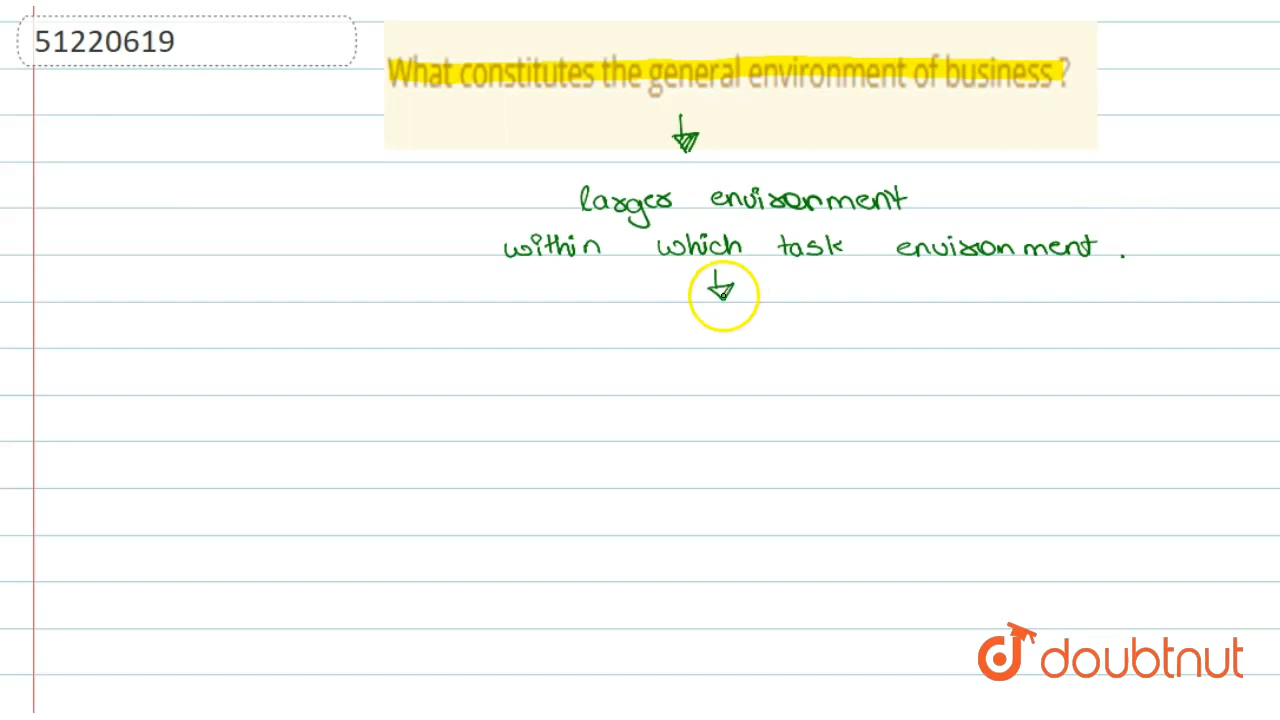 51220619
What constitutes the general environment of business ?
larger environment
within which task environment .
doubtnut